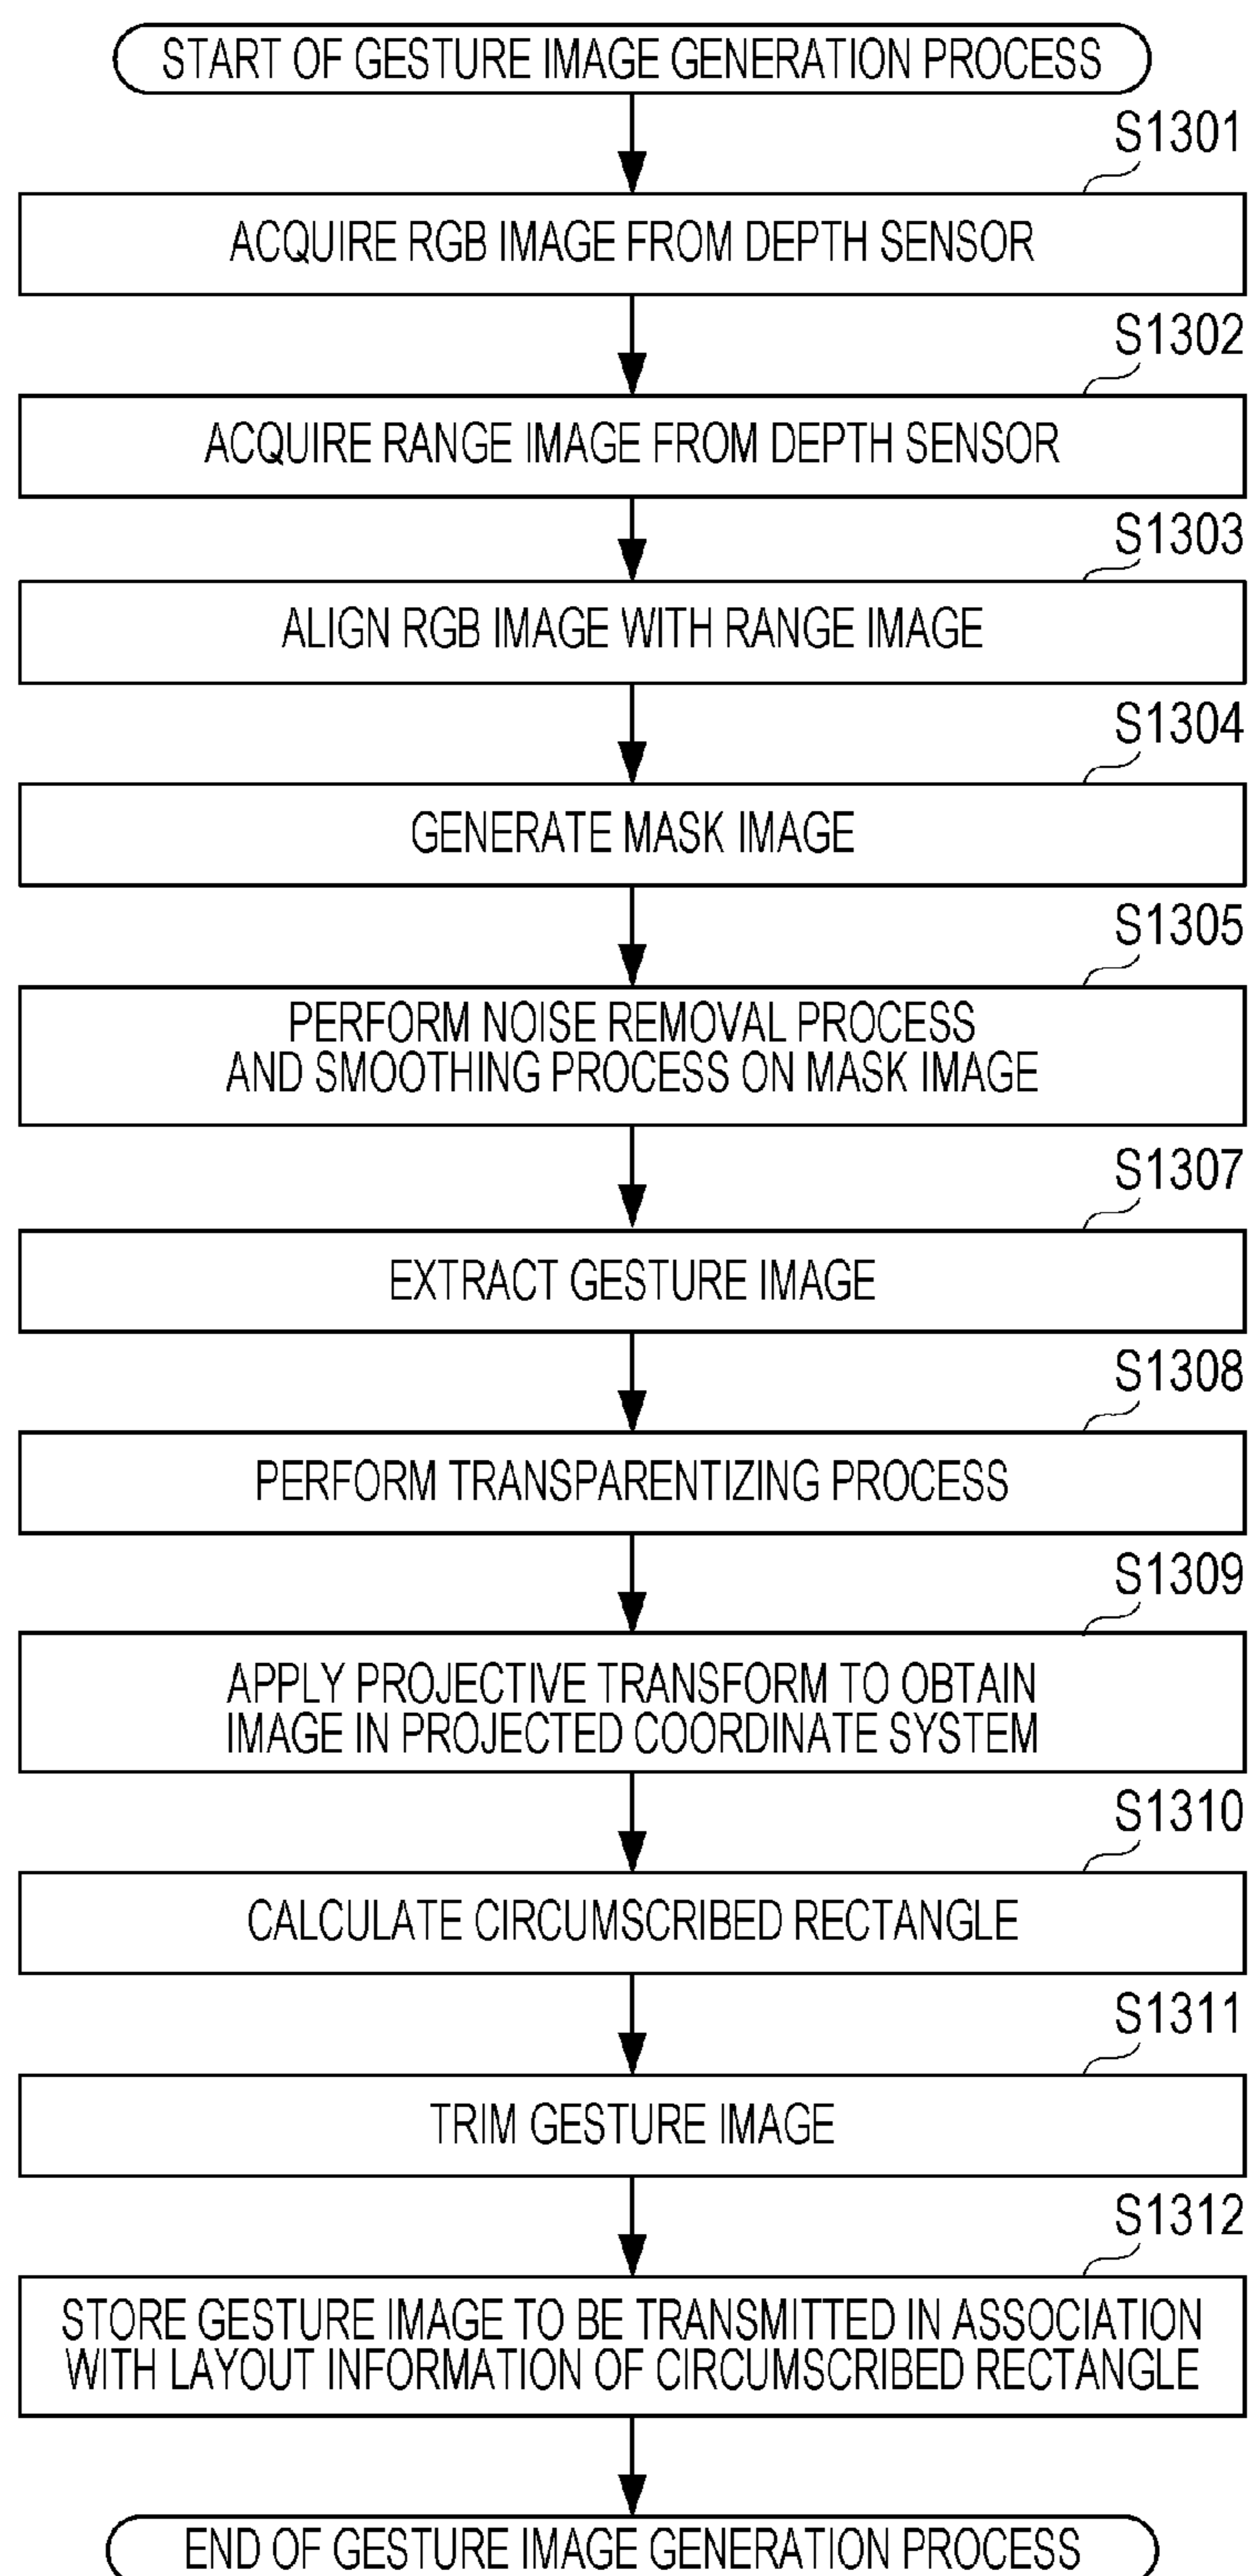 START OF GESTURE IMAGE GENERATION PROCESS
S1301
ACQUIRE RGB IMAGE FROM DEPTH SENSOR
S1302
ACQUIRE RANGE IMAGE FROM DEPTH SENSOR
S1303
ALIGN RGB IMAGE WITH RANGE IMAGE
S1304
GENERATE MASK IMAGE
S1305
PERFORM NOISE REMOVAL PROCESS
AND SMOOTHING PROCESS ON MASK IMAGE
S1307
EXTRACT GESTURE IMAGE
S1308
PERFORM TRANSPARENTIZING PROCESS
S1309
APPLY PROJECTIVE TRANSFORM TO OBTAIN
IMAGE IN PROJECTED COORDINATE SYSTEM
S1310
CALCULATE CIRCUMSCRIBED RECTANGLE
S1311
TRIM GESTURE IMAGE
S1312
STORE GESTURE IMAGE TO BE TRANSMITTED IN ASSOCIATION
WITH LAYOUT INFORMATION OF CIRCUMSCRIBED RECTANGLE
END OF GESTURE IMAGE GENERATION PROCESS